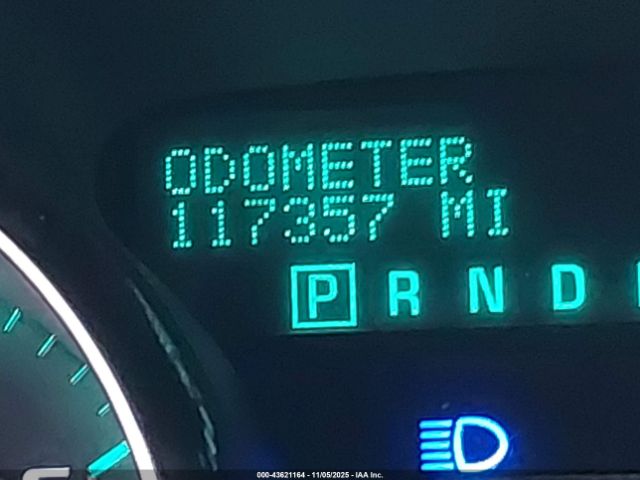 ODOMETER
117357 MI
P R N D
000-43621164 - 11/05/2025 - IAA Inc.